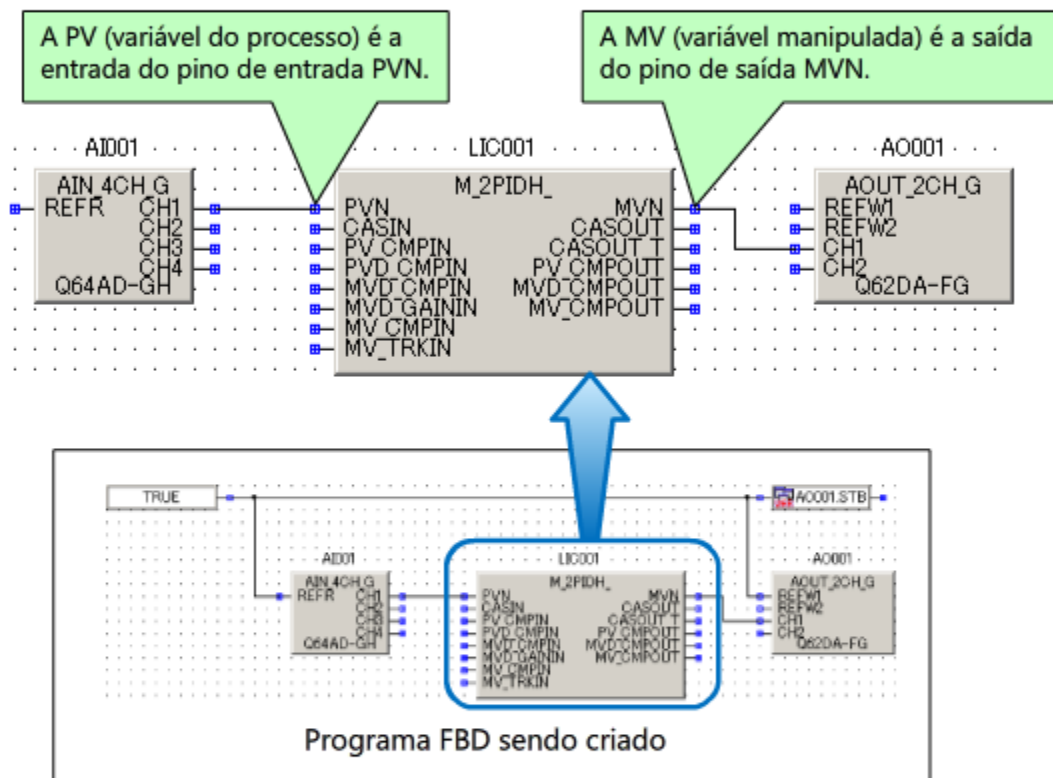 A PV (variável do processo) é a
entrada do pino de entrada PVN.
A MV (variável manipulada) é a saída
do pino de saída MVN.
AI001
LIC001
AO001
AIN_4CH_G
REFR
CH1
CH2
CH3
CH4
Q64AD-GH
M_2PIDH_
PVN
CASIN
PV_CMPIN
PVD_CMPIN
MVD_CMPIN
MVD_GAININ
MV_CMPIN
MV_TRKIN
MVN
CASOUT
CASOUT_T
PV_CMPOUT
MVD_CMPOUT
MV_CMPOUT
AOUT_2CH_G
REFW1
REFW2
CH1
CH2
Q62DA-FG
TRUE
AO001.STB
AI001
LIC001
AO001
AIN_4CH_G
REFR
CH1
CH2
CH3
CH4
Q64AD-GH
M_2PIDH_
PVN
CASIN
PV_CMPIN
PVD_CMPIN
MVD_CMPIN
MVD_GAININ
MV_CMPIN
MV_TRKIN
MVN
CASOUT
CASOUT_T
PV_CMPOUT
MVD_CMPOUT
MV_CMPOUT
AOUT_2CH_G
REFW1
REFW2
CH1
CH2
Q62DA-FG
Programa FBD sendo criado